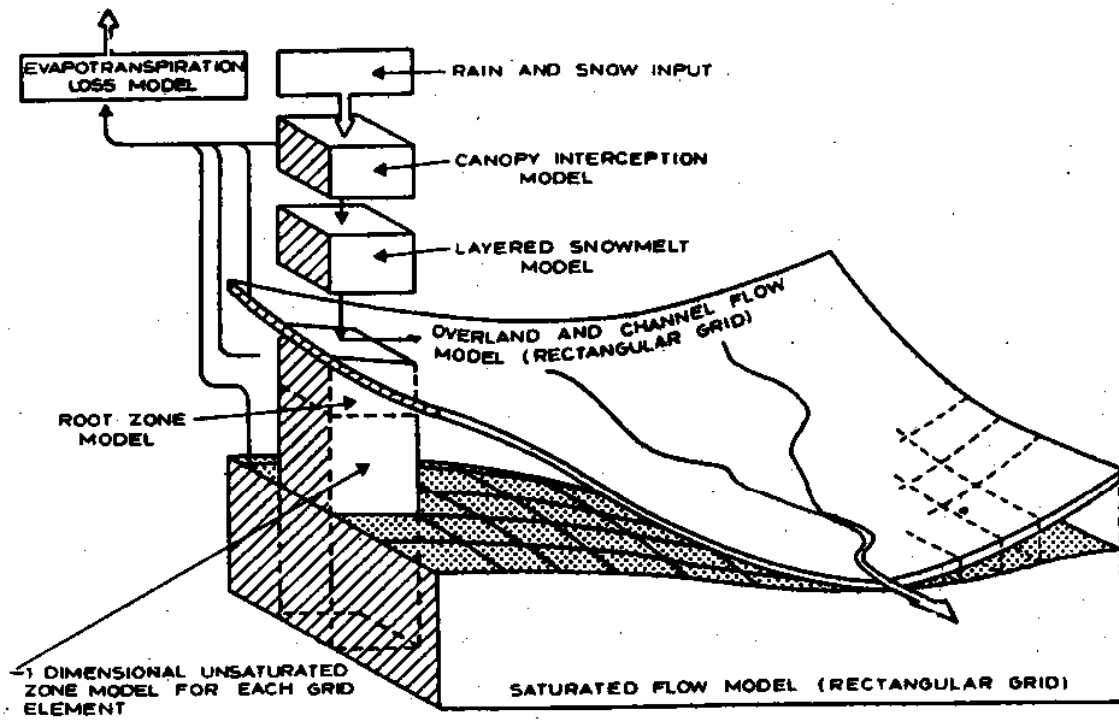 EVAPOTRANSPIRATION
LOSS MODEL
RAIN AND SNOW INPUT
CANOPY INTERCEPTION
MODEL
LAYERED SNOWMELT
MODEL
OVERLAND AND CHANNEL FLOW
MODEL (RECTANGULAR GRID)
ROOT ZONE
MODEL
1 DIMENSIONAL UNSATURATED
ZONE MODEL FOR EACH GRID
ELEMENT
SATURATED FLOW MODEL (RECTANGULAR GRID)